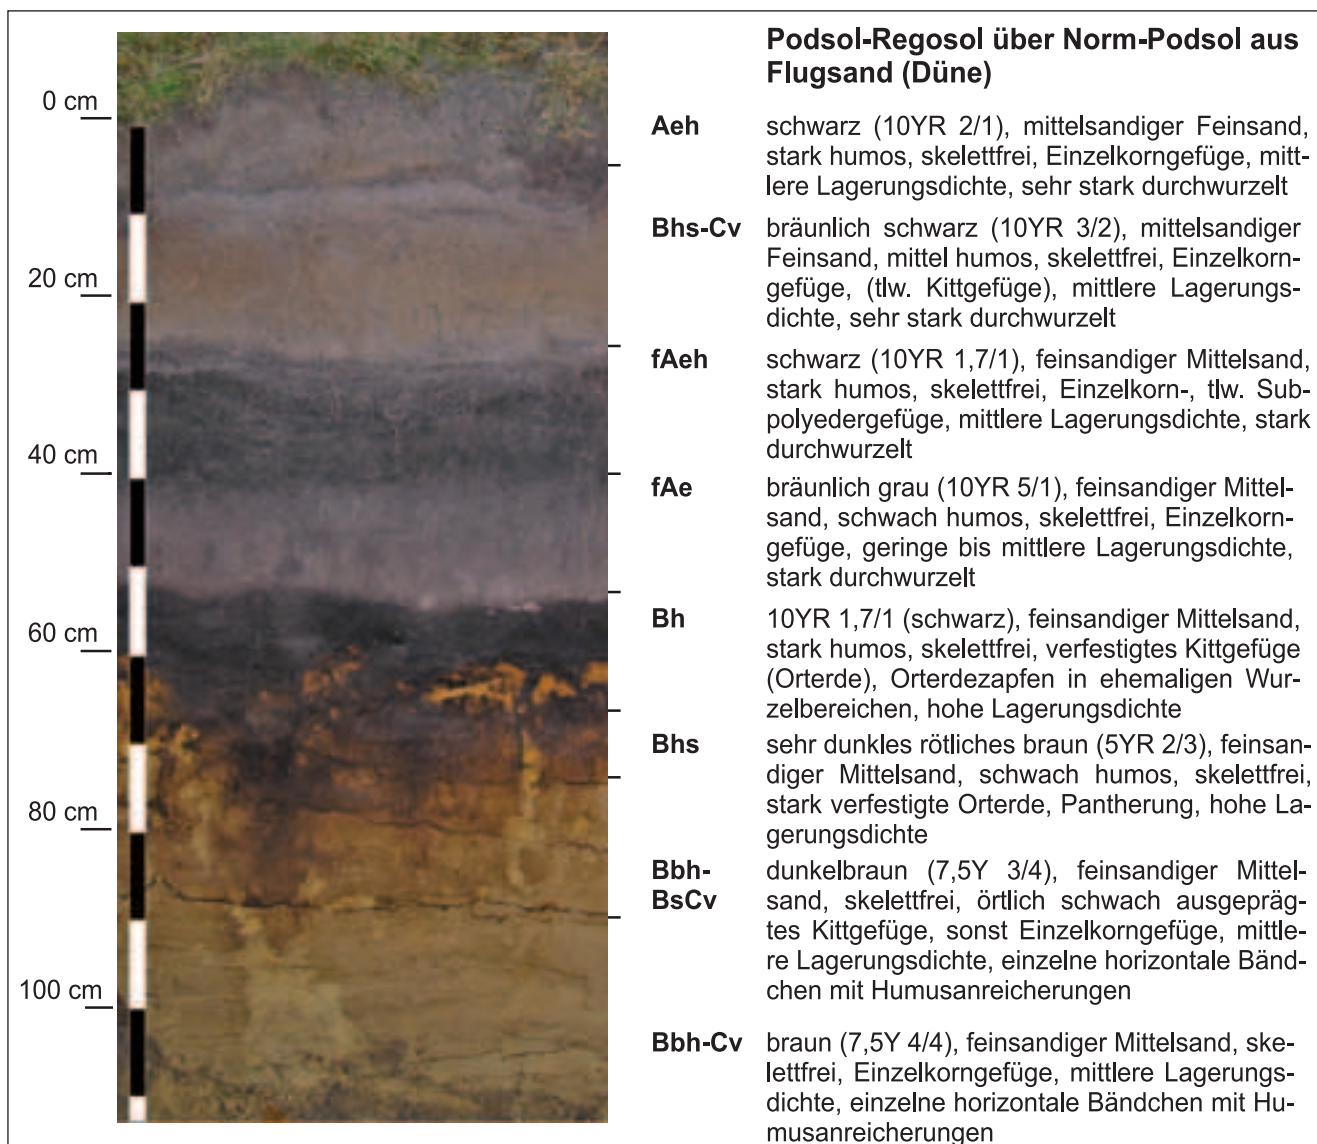 Podsol-Regosol über Norm-Podsol aus
Flugsand (Düne)
0 cm
20 cm
40 cm
60 cm
80 cm
100 cm
Aeh schwarz (10YR 2/1), mittelsandiger Feinsand,
stark humos, skelettfrei, Einzelkorngefüge, mitt-
lere Lagerungsdichte, sehr stark durchwurzelt
Bhs-Cv bräunlich schwarz (10YR 3/2), mittelsandiger
Feinsand, mittel humos, skelettfrei, Einzelkorn-
gefüge, (tlw. Kittgefüge), mittlere Lagerungs-
dichte, sehr stark durchwurzelt
fAeh schwarz (10YR 1,7/1), feinsandiger Mittelsand,
stark humos, skelettfrei, Einzelkorn-, tlw. Sub-
polyedergefüge, mittlere Lagerungsdichte, stark
durchwurzelt
fAe bräunlich grau (10YR 5/1), feinsandiger Mittel-
sand, schwach humos, skelettfrei, Einzelkorn-
gefüge, geringe bis mittlere Lagerungsdichte,
stark durchwurzelt
Bh 10YR 1,7/1 (schwarz), feinsandiger Mittelsand,
stark humos, skelettfrei, verfestigtes Kittgefüge
(Orterde), Orterdezapfen in ehemaligen Wur-
zelbereichen, hohe Lagerungsdichte
Bhs sehr dunkles rötliches braun (5YR 2/3), feinsan-
diger Mittelsand, schwach humos, skelettfrei,
stark verfestigte Orterde, Pantherung, hohe La-
gerungsdichte
Bbh- dunkelbraun (7,5Y 3/4), feinsandiger Mittel-
BsCv sand, skelettfrei, örtlich schwach ausgepräg-
tes Kittgefüge, sonst Einzelkorngefüge, mittle-
re Lagerungsdichte, einzelne horizontale Bänd-
chen mit Humusanreicherungen
Bbh-Cv braun (7,5Y 4/4), feinsandiger Mittelsand, ske-
lettfrei, Einzelkorngefüge, mittlere Lagerungs-
dichte, einzelne horizontale Bändchen mit Hu-
musanreicherungen